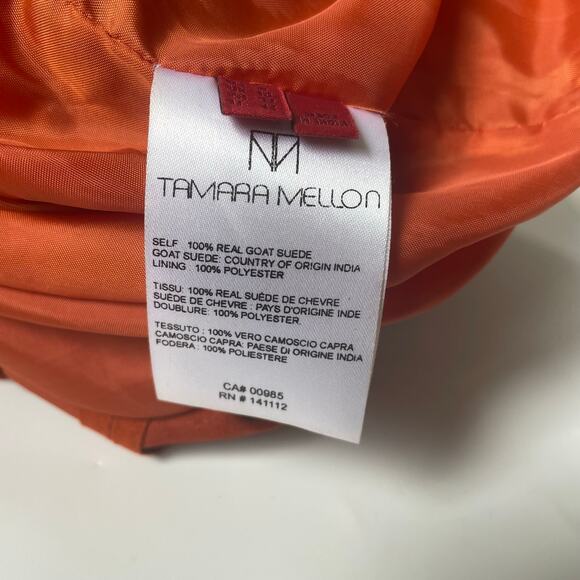 TAMARA MELLON
SELF 100% REAL GOAT SUEDE
GOAT SUEDE: COUNTRY OF ORIGIN INDIA
LINING : 100% POLYESTER
TISSU: 100% REAL SUÈDE DE CHEVRE
SUÈDE DE CHEVRE : PAYS D'ORIGINE INDE
DOUBLURE: 100% POLYESTER.
TESSUTO : 100% VERO CAMOSCIO CAPRA
CAMOSCIO CAPRA: PAESE DI ORIGINE INDIA
FODERA : 100% POLIESTERE
CA# 00985
RN # 141112